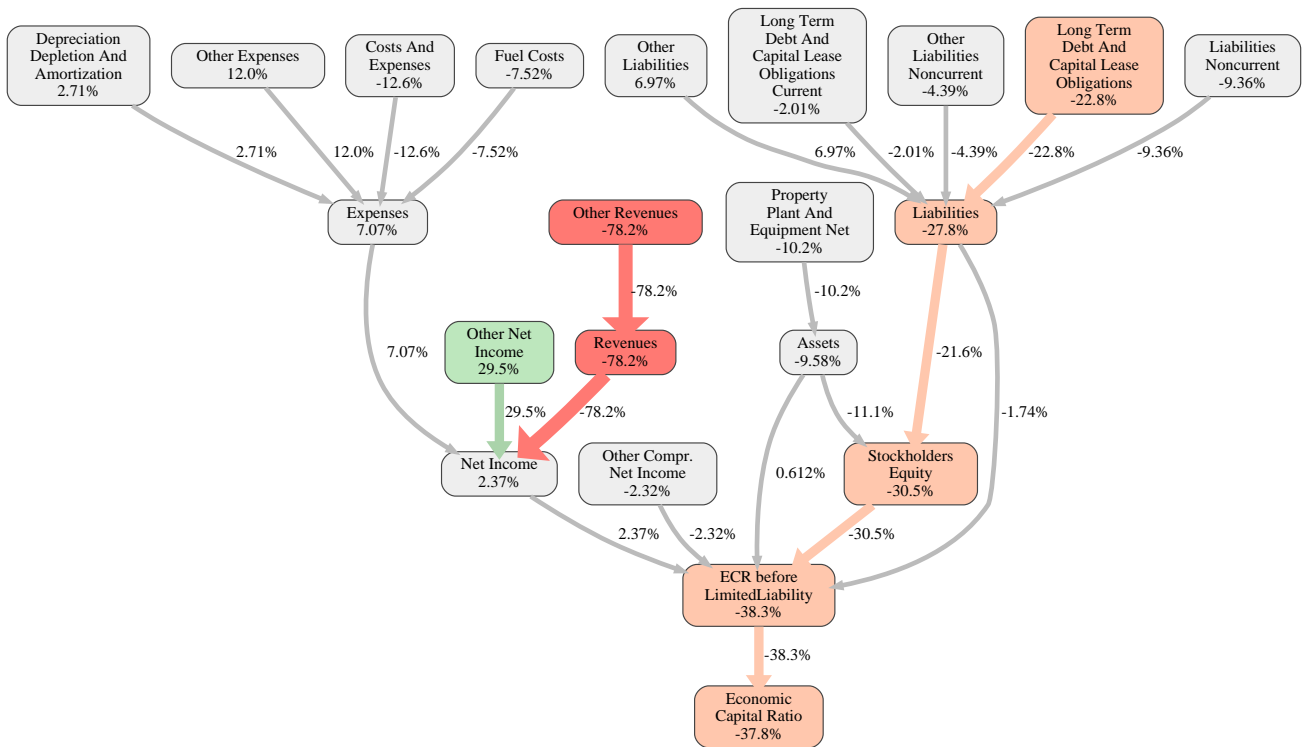 Depreciation
Depletion And
Amortization
2.71%
Other Expenses
12.0%
Costs And
Expenses
-12.6%
Fuel Costs
-7.52%
Other
Liabilities
6.97%
Long Term
Debt And
Capital Lease
Obligations
Current
-2.01%
Other
Liabilities
Noncurrent
-4.39%
Long Term
Debt And
Capital Lease
Obligations
-22.8%
Liabilities
Noncurrent
-9.36%
2.71%
12.0%
-12.6%
-7.52%
6.97%
-2.01%
-4.39%
-22.8%
-9.36%
Expenses
7.07%
Other Revenues
-78.2%
Property
Plant And
Equipment Net
-10.2%
Liabilities
-27.8%
-78.2%
-10.2%
Other Net
Income
29.5%
Revenues
-78.2%
Assets
-9.58%
7.07%
-21.6%
29.5%
-78.2%
-11.1%
-1.74%
Net Income
2.37%
Other Compr.
Net Income
-2.32%
0.612%
Stockholders
Equity
-30.5%
2.37%
-2.32%
-30.5%
ECR before
LimitedLiability
-38.3%
-38.3%
Economic
Capital Ratio
-37.8%